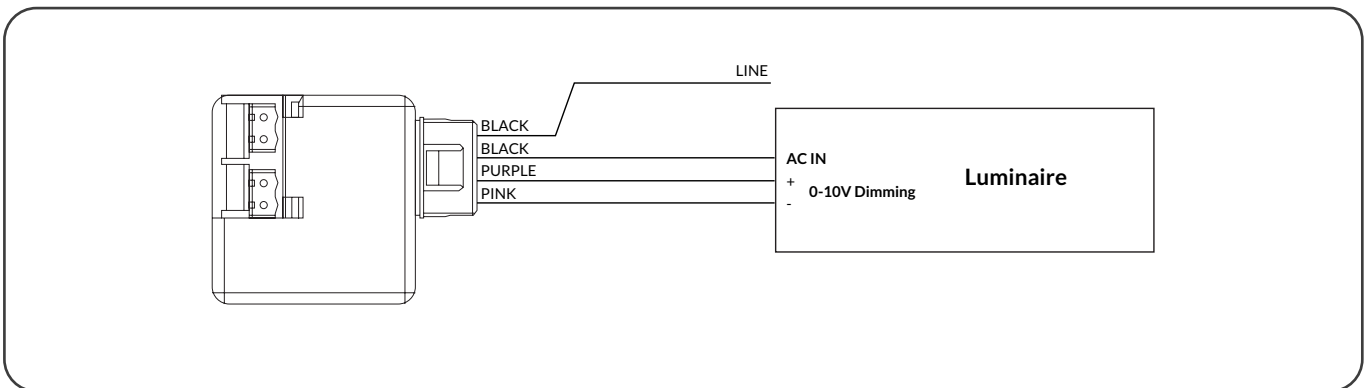 LINE
BLACK
BLACK
PURPLE
PINK
AC IN
+
0-10V Dimming
-
Luminaire